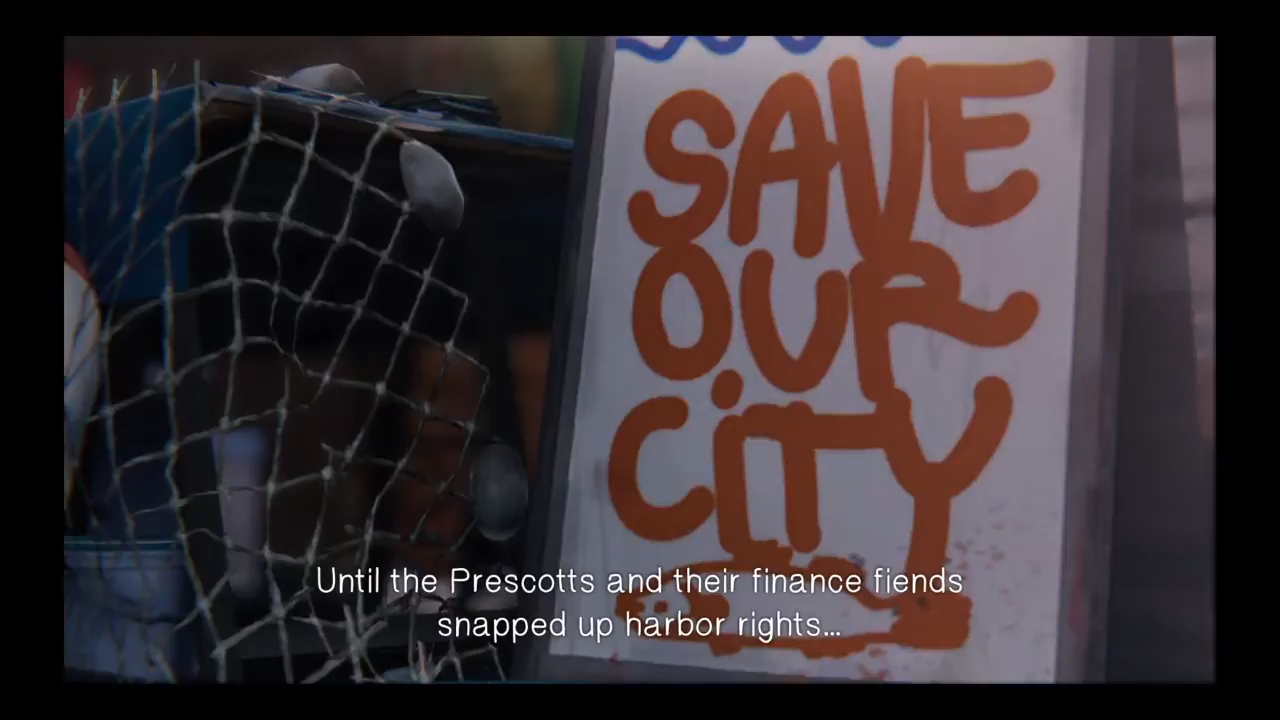 SAVE
OUR
CiTY
Until the Prescotts and their finance fiends
snapped up harbor rights...